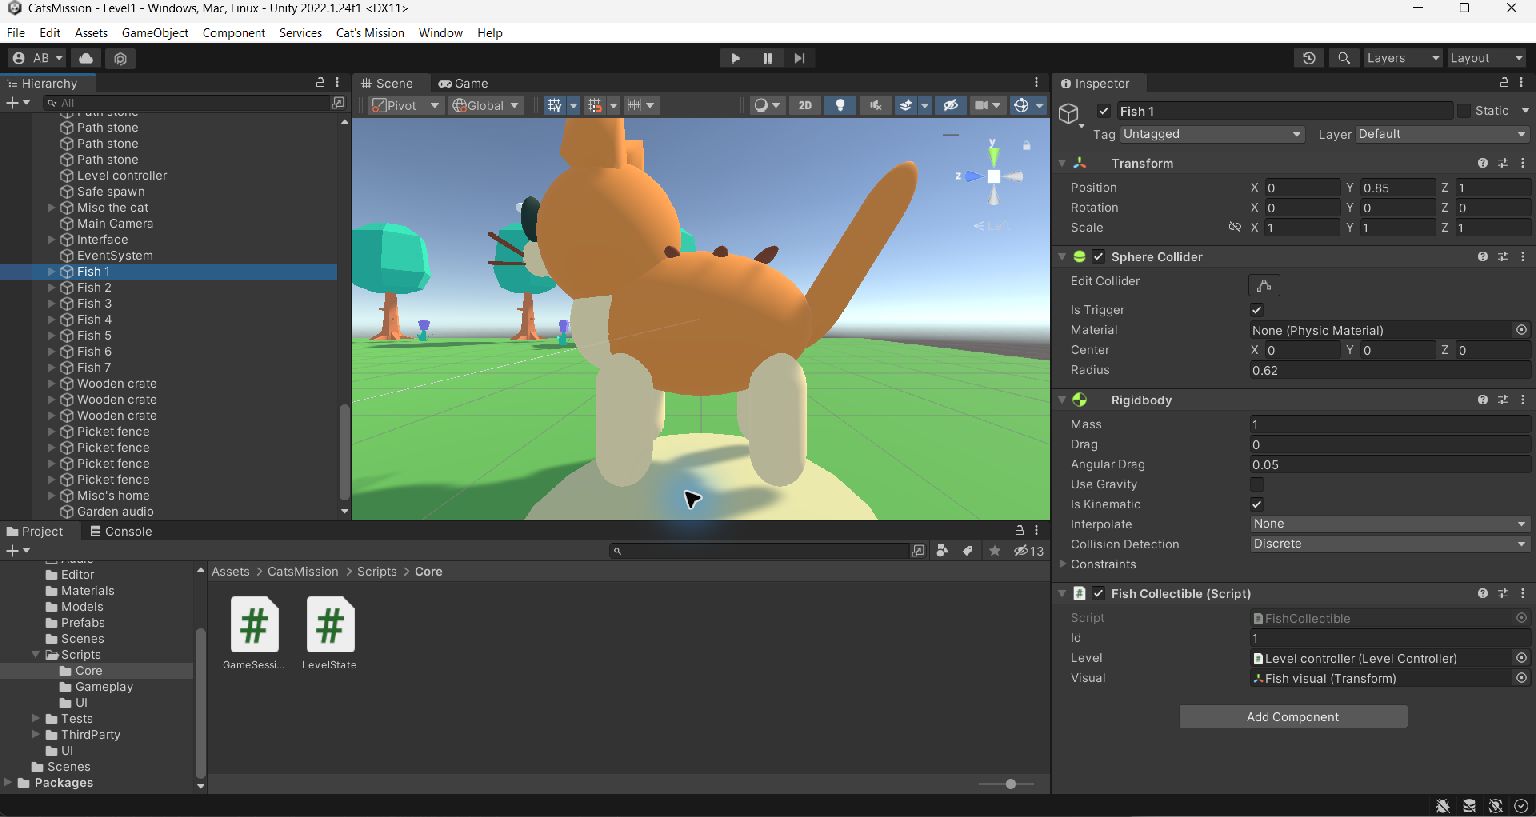 CatsMission - Level1 - Windows, Mac, Linux - Unity 2022.1.24f1 <DX11>
File Edit Assets GameObject Component Services Cat's Mission Window Help
AB
Layers
Layout
Hierarchy
All
Path stone
Path stone
Path stone
Path stone
Level controller
Safe spawn
Miso the cat
Main Camera
Interface
EventSystem
Fish 1
Fish 2
Fish 3
Fish 4
Fish 5
Fish 6
Fish 7
Wooden crate
Wooden crate
Wooden crate
Picket fence
Picket fence
Picket fence
Picket fence
Miso's home
Garden audio
Scene Game
Pivot Global 2D
y
z
Left
Inspector
Fish 1 Static
Tag Untagged Layer Default
Transform
Position X 0 Y 0.85 Z 1
Rotation X 0 Y 0 Z 0
Scale X 1 Y 1 Z 1
Sphere Collider
Edit Collider
Is Trigger
Material None (Physic Material)
Center X 0 Y 0 Z 0
Radius 0.62
Rigidbody
Mass 1
Drag 0
Angular Drag 0.05
Use Gravity
Is Kinematic
Interpolate None
Collision Detection Discrete
Constraints
Fish Collectible (Script)
Script FishCollectible
Id 1
Level Level controller (Level Controller)
Visual Fish visual (Transform)
Add Component
Project Console
13
Audio
Editor
Materials
Models
Prefabs
Scenes
Scripts
Core
Gameplay
UI
Tests
ThirdParty
UI
Scenes
Packages
Assets > CatsMission > Scripts > Core
#
#
GameSessi...
LevelState